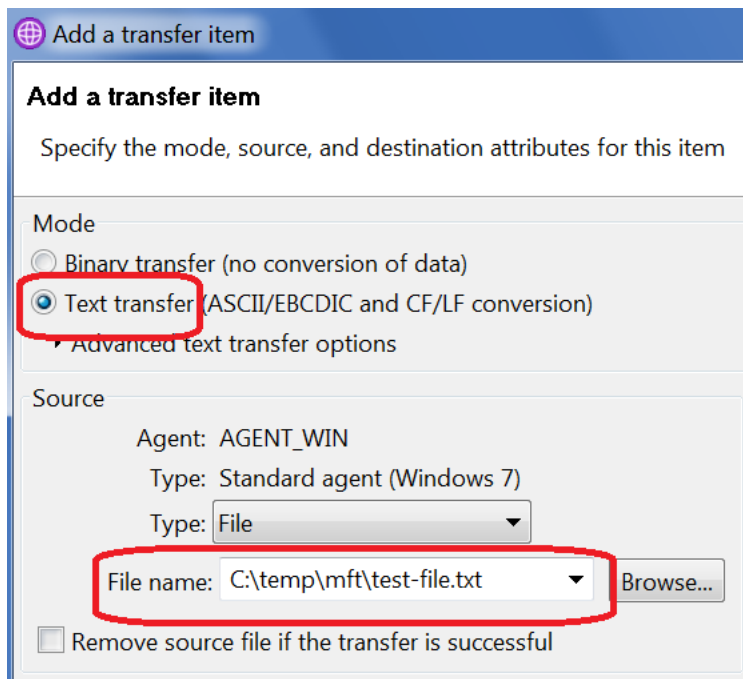 Add a transfer item
Add a transfer item
Specify the mode, source, and destination attributes for this item
Mode
Binary transfer (no conversion of data)
Text transfer (ASCII/EBCDIC and CF/LF conversion)
Advanced text transfer options
Source
Agent: AGENT_WIN
Type: Standard agent (Windows 7)
Type: File
File name: C:\temp\mft\test-file.txt Browse...
Remove source file if the transfer is successful